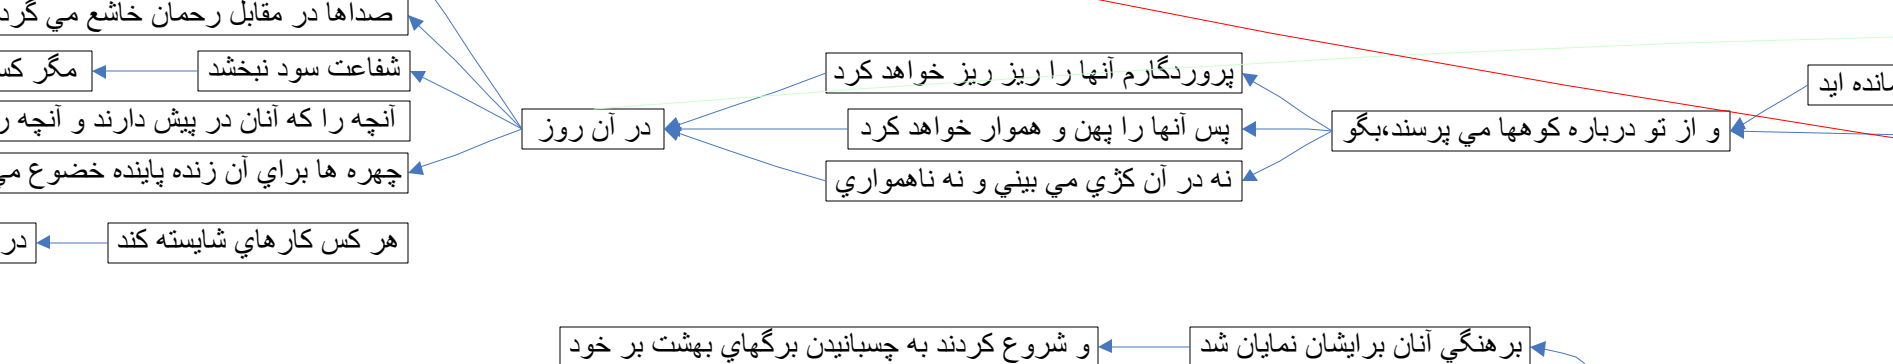 مانده اید
و از تو درباره كوهها مي پرسند،بگو
پروردگارم آنها را ريز ريز خواهد كرد
پس آنها را پهن و هموار خواهد كرد
نه در آن كژي مي بيني و نه ناهمواري
در آن روز
صداها در مقابل رحمان خاشع مي گرد
شفاعت سود نبخشد
مگر كس
آنچه را كه آنان در پيش دارند و آنچه ر
چهره ها براي آن زنده پاينده خضوع مي
هر كس كارهاي شايسته كند
در
برهنگي آنان برايشان نمايان شد
و شروع كردند به چسبانيدن برگهاي بهشت بر خود